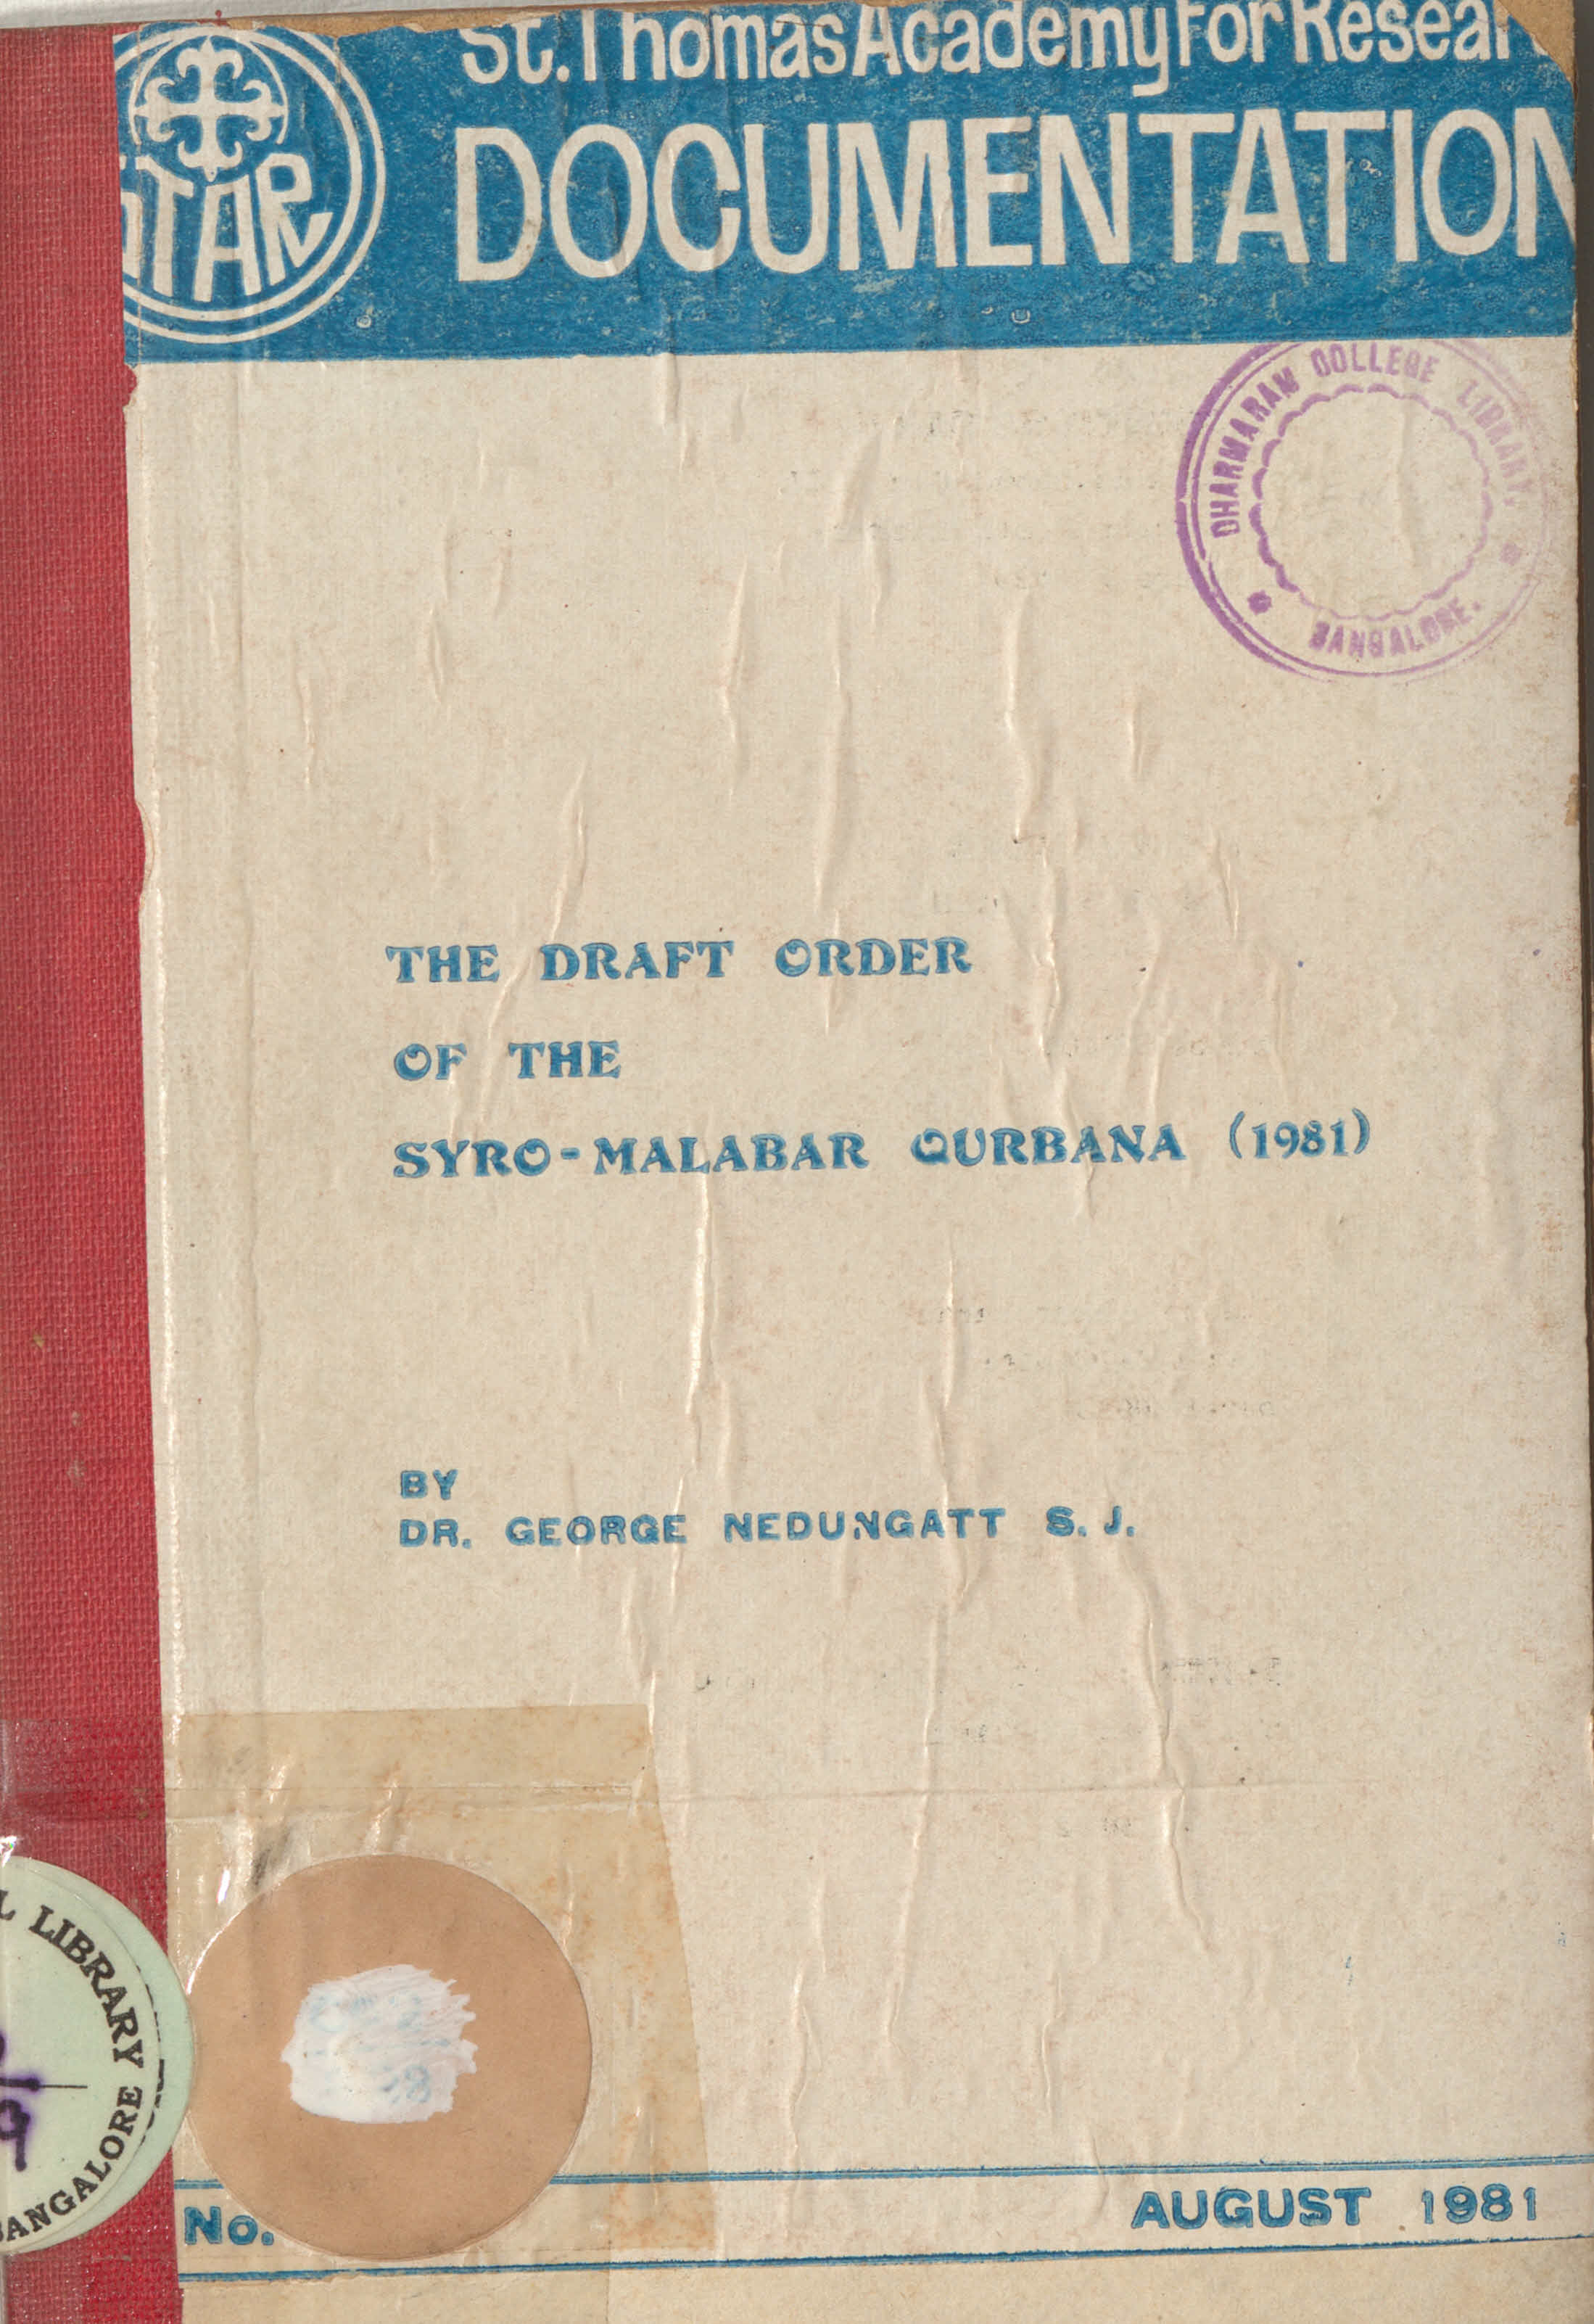 St. Thomas Academy For Resear
DOCUMENTATION
STAR
DHARMARAM COLLEGE LIBRARY,
BANGALORE.
THE DRAFT ORDER
OF THE
SYRO-MALABAR QURBANA (1981)
BY
DR. GEORGE NEDUNGATT S. J.
LIBRARY
BANGALORE
No.
AUGUST 1981